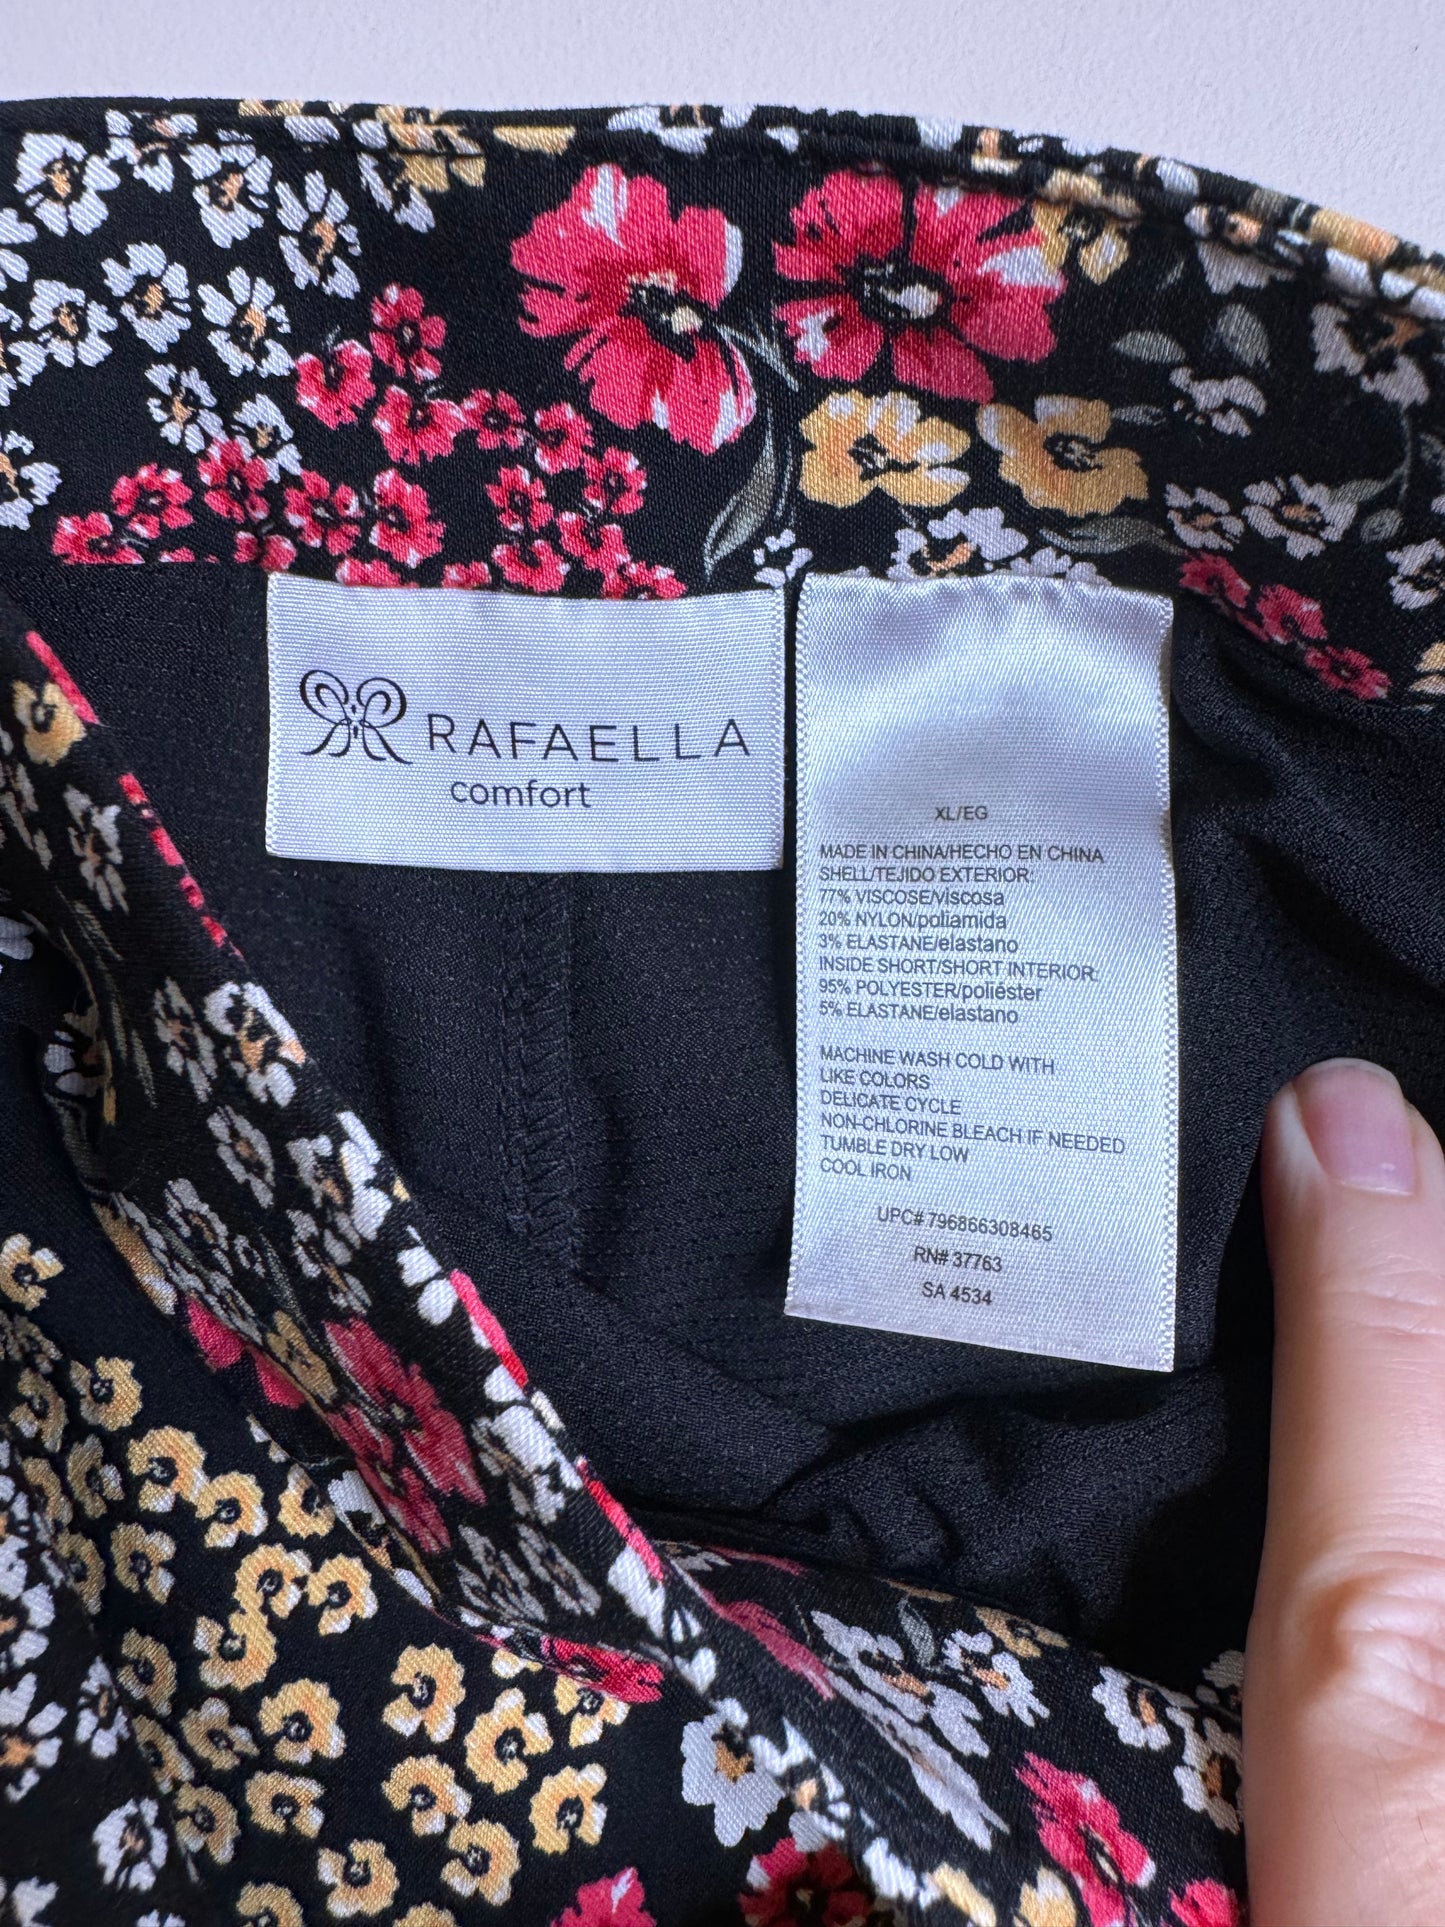 RAFAELLA
comfort
XL/EG
MADE IN CHINA/HECHO EN CHINA
SHELL/TEJIDO EXTERIOR:
77% VISCOSE/viscosa
20% NYLON/poliamida
3% ELASTANE/elastano
INSIDE SHORT/SHORT INTERIOR:
95% POLYESTER/poliéster
5% ELASTANE/elastano
MACHINE WASH COLD WITH
LIKE COLORS
DELICATE CYCLE
NON-CHLORINE BLEACH IF NEEDED
TUMBLE DRY LOW
COOL IRON
UPC# 796866308465
RN# 37763
SA 4534